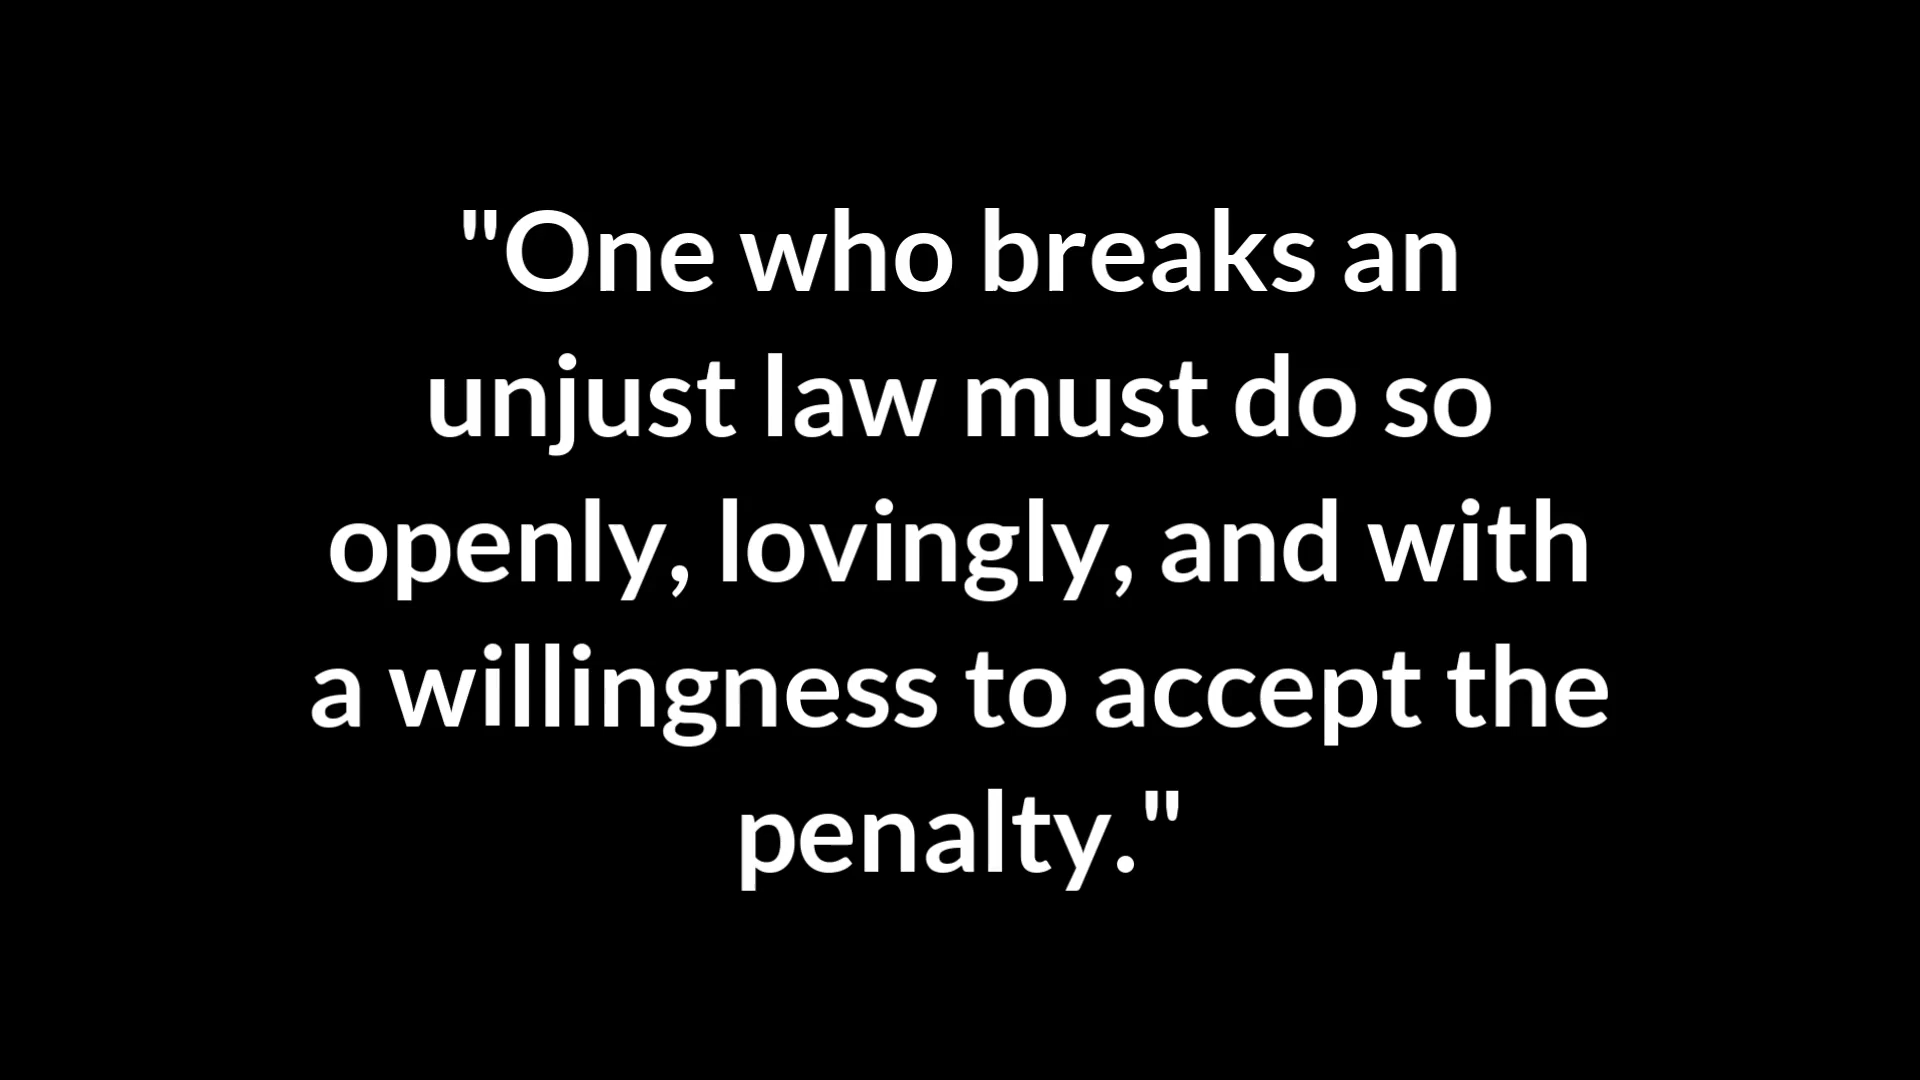 "One who breaks an
unjust law must do so
openly, lovingly, and with
a willingness to accept the
penalty."